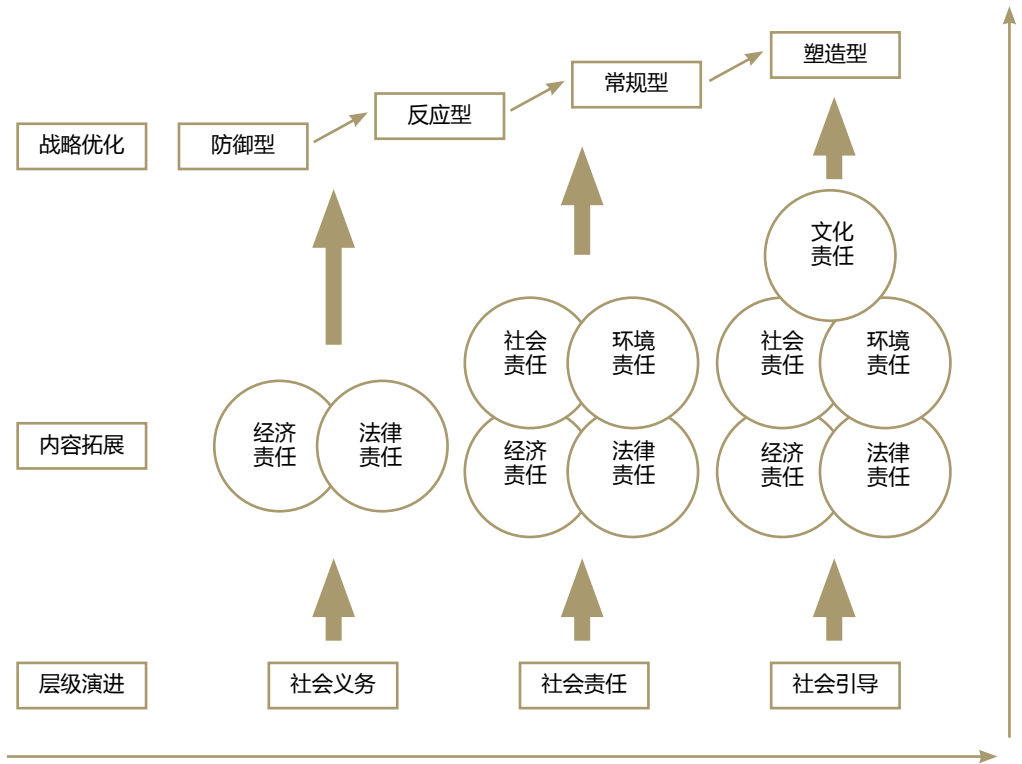 塑造型
常规型
反应型
战略优化
防御型
文化
责任
社会
责任
环境
责任
社会
责任
环境
责任
内容拓展
经济
责任
法律
责任
经济
责任
法律
责任
经济
责任
法律
责任
层级演进
社会义务
社会责任
社会引导